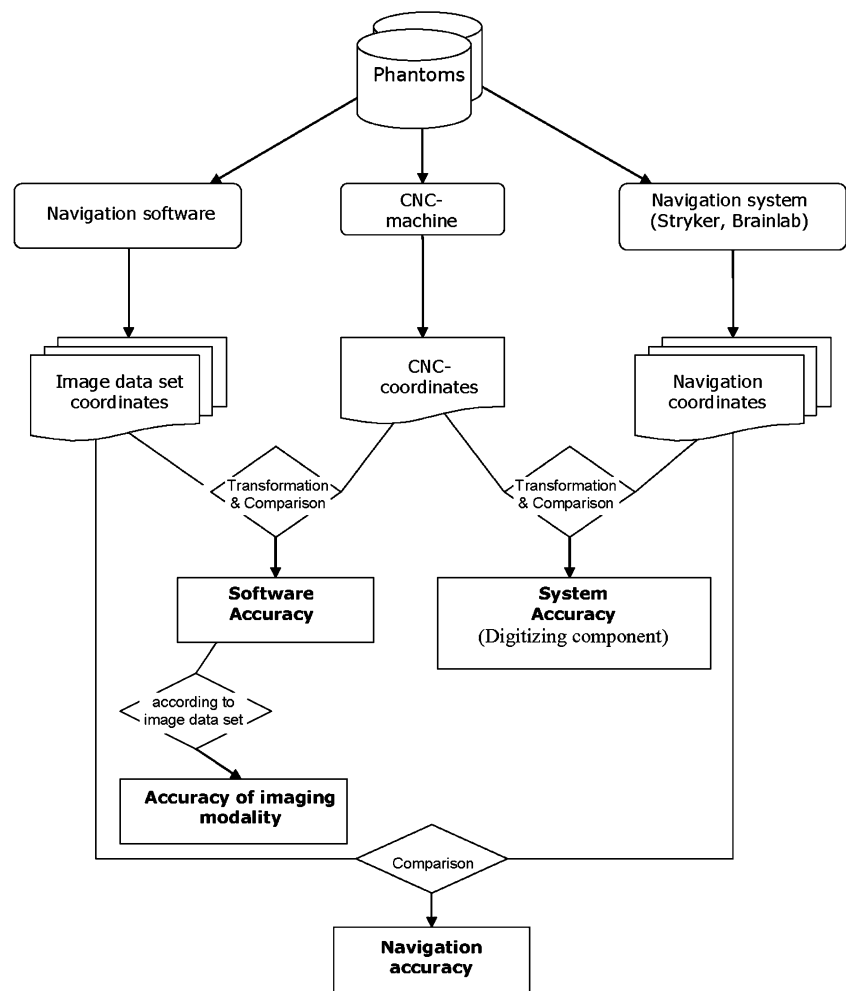 Phantoms
Navigation software
CNC-
machine
Navigation system
(Stryker, Brainlab)
Image data set
coordinates
CNC-
coordinates
Navigation
coordinates
Transformation
& Comparison
Transformation
& Comparison
Software
Accuracy
System
Accuracy
(Digitizing component)
according to
image data set
Accuracy of imaging
modality
Comparison
Navigation
accuracy